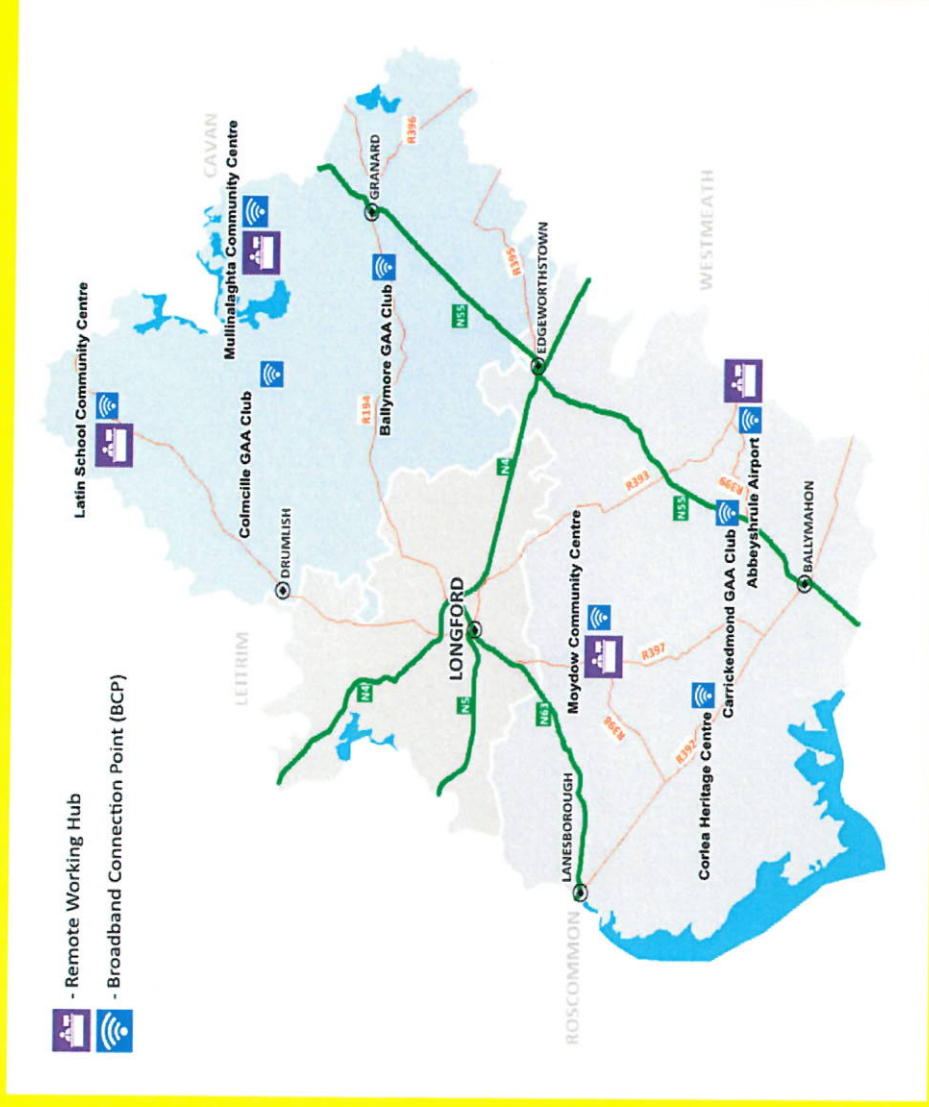 - Remote Working Hub
- Broadband Connection Point (BCP)
Latin School Community Centre
CAVAN
Mullinalaghta Community Centre
LEITRIM
Colmcille GAA Club
DRUMLISH
N4
R194
GRANARD
Ballymore GAA Club
R396
LONGFORD
N55
N5
N4
R395
EDGEWORTHSTOWN
N63
LANESBOROUGH
ROSCOMMON
Moydow Community Centre
R398
R393
R397
N55
R392
Corlea Heritage Centre
WESTMEATH
Carrickedmond GAA Club
R399
Abbeyshrule Airport
BALLYMAHON